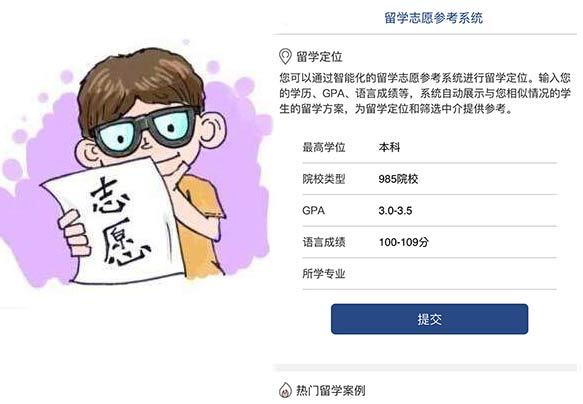 志
愿
留学志愿参考系统
留学定位
您可以通过智能化的留学志愿参考系统进行留学定位。输入您
的学历、GPA、语言成绩等，系统自动展示与您相似情况的学
生的留学方案，为留学定位和筛选中介提供参考。
最高学位 本科
院校类型 985院校
GPA 3.0-3.5
语言成绩 100-109分
所学专业
提交
热门留学案例